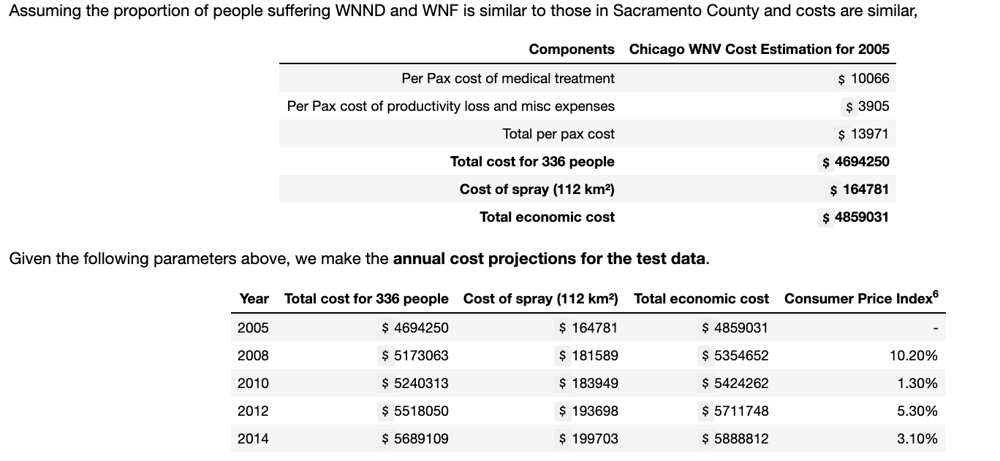 Assuming the proportion of people suffering WNND and WNF is similar to those in Sacramento County and costs are similar,
Components Chicago WNV Cost Estimation for 2005
Per Pax cost of medical treatment $ 10066
Per Pax cost of productivity loss and misc expenses $ 3905
Total per pax cost $ 13971
Total cost for 336 people $ 4694250
Cost of spray (112 km²) $ 164781
Total economic cost $ 4859031
Given the following parameters above, we make the annual cost projections for the test data.
Year Total cost for 336 people Cost of spray (112 km²) Total economic cost Consumer Price Index⁶
2005 $ 4694250 $ 164781 $ 4859031 -
2008 $ 5173063 $ 181589 $ 5354652 10.20%
2010 $ 5240313 $ 183949 $ 5424262 1.30%
2012 $ 5518050 $ 193698 $ 5711748 5.30%
2014 $ 5689109 $ 199703 $ 5888812 3.10%